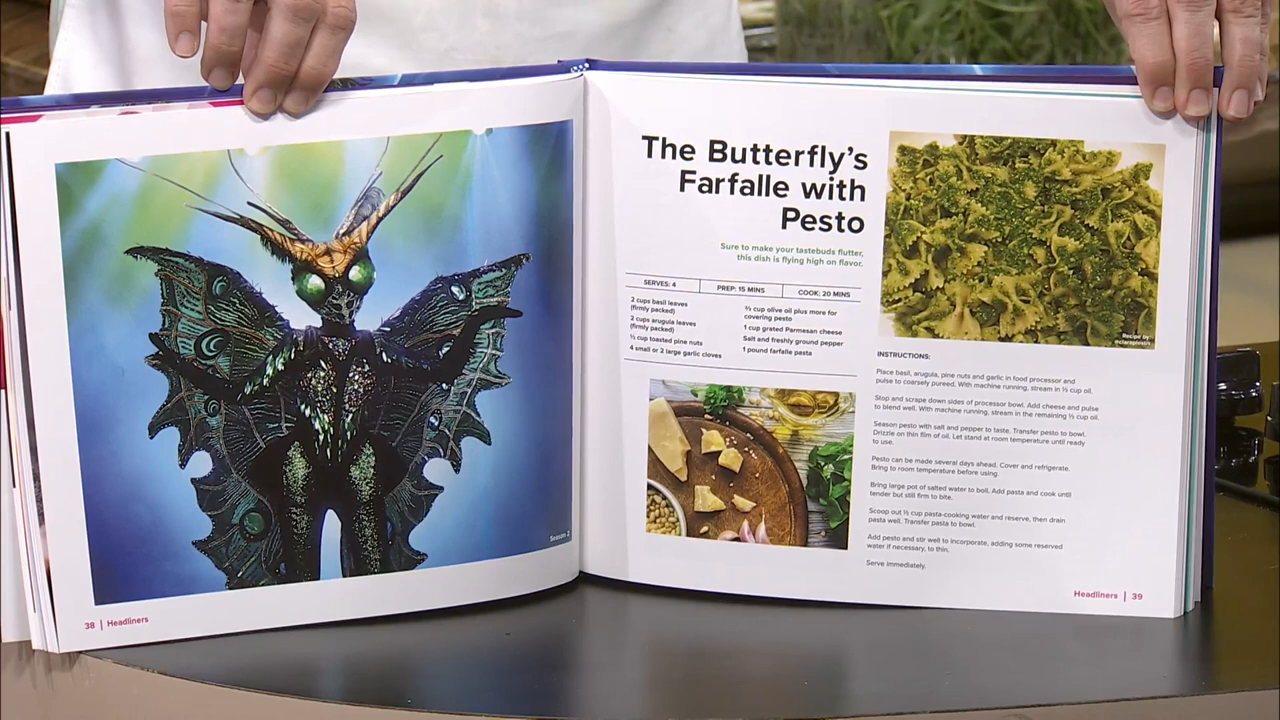 Season 2
38 | Headliners
The Butterfly's
Farfalle with
Pesto
Sure to make your tastebuds flutter,
this dish is flying high on flavor.
SERVES: 4
PREP: 15 MINS
COOK: 20 MINS
2 cups basil leaves
(firmly packed)
2 cups arugula leaves
(firmly packed)
cup toasted pine nuts
4 small or 2 large garlic cloves
cup olive oil plus more for
covering pesto
1 cup grated Parmesan cheese
Salt and freshly ground pepper
1 pound farfalle pasta
Recipe by
INSTRUCTIONS:
Place basil, arugula, pine nuts and garlic in food processor and
pulse to coarsely pureed. With machine running, stream in ⅓ cup oil.
Stop and scrape down sides of processor bowl. Add cheese and pulse
to blend well. With machine running, stream in the remaining ⅓ cup oil.
Season pesto with salt and pepper to taste. Transfer pesto to bowl.
Drizzle on thin film of oil. Let stand at room temperature until ready
to use.
Pesto can be made several days ahead. Cover and refrigerate.
Bring to room temperature before using.
Bring large pot of salted water to boil. Add pasta and cook until
tender but still firm to bite.
Scoop out ½ cup pasta-cooking water and reserve, then drain
pasta well. Transfer pasta to bowl.
Add pesto and stir well to incorporate, adding some reserved
water if necessary, to thin.
Serve immediately.
Headliners | 39